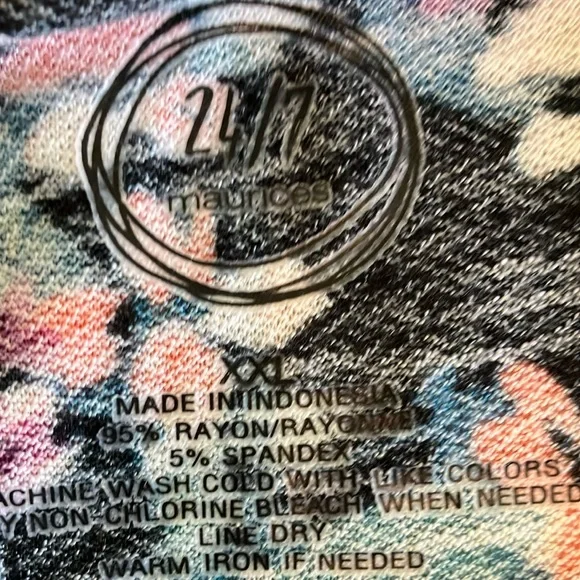 24/7
maurices
XXL
MADE IN INDONESIA
95% RAYON/RAYONNE
5% SPANDEX
ACHINE WASH COLD WITH LIKE COLORS
Y NON-CHLORINE BLEACH WHEN NEEDED
LINE DRY
WARM IRON IF NEEDED